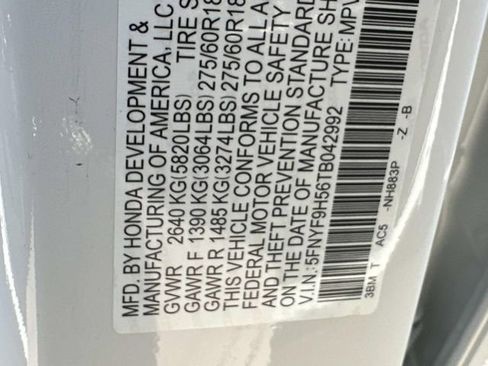 MFD. BY HONDA DEVELOPMENT &
MANUFACTURING OF AMERICA, LLC
GVWR 2640 KG(5820LBS) TIRE S
GAWR F 1390 KG(3064LBS) 275/60R18
GAWR R 1485 KG(3274LBS) 275/60R18
THIS VEHICLE CONFORMS TO ALL A
FEDERAL MOTOR VEHICLE SAFETY
AND THEFT PREVENTION STANDARD
ON THE DATE OF MANUFACTURE SH
V.I.N.:5FNYF9H56TB042992 TYPE: MPV
3BM T AC5 -NH883P -Z -B